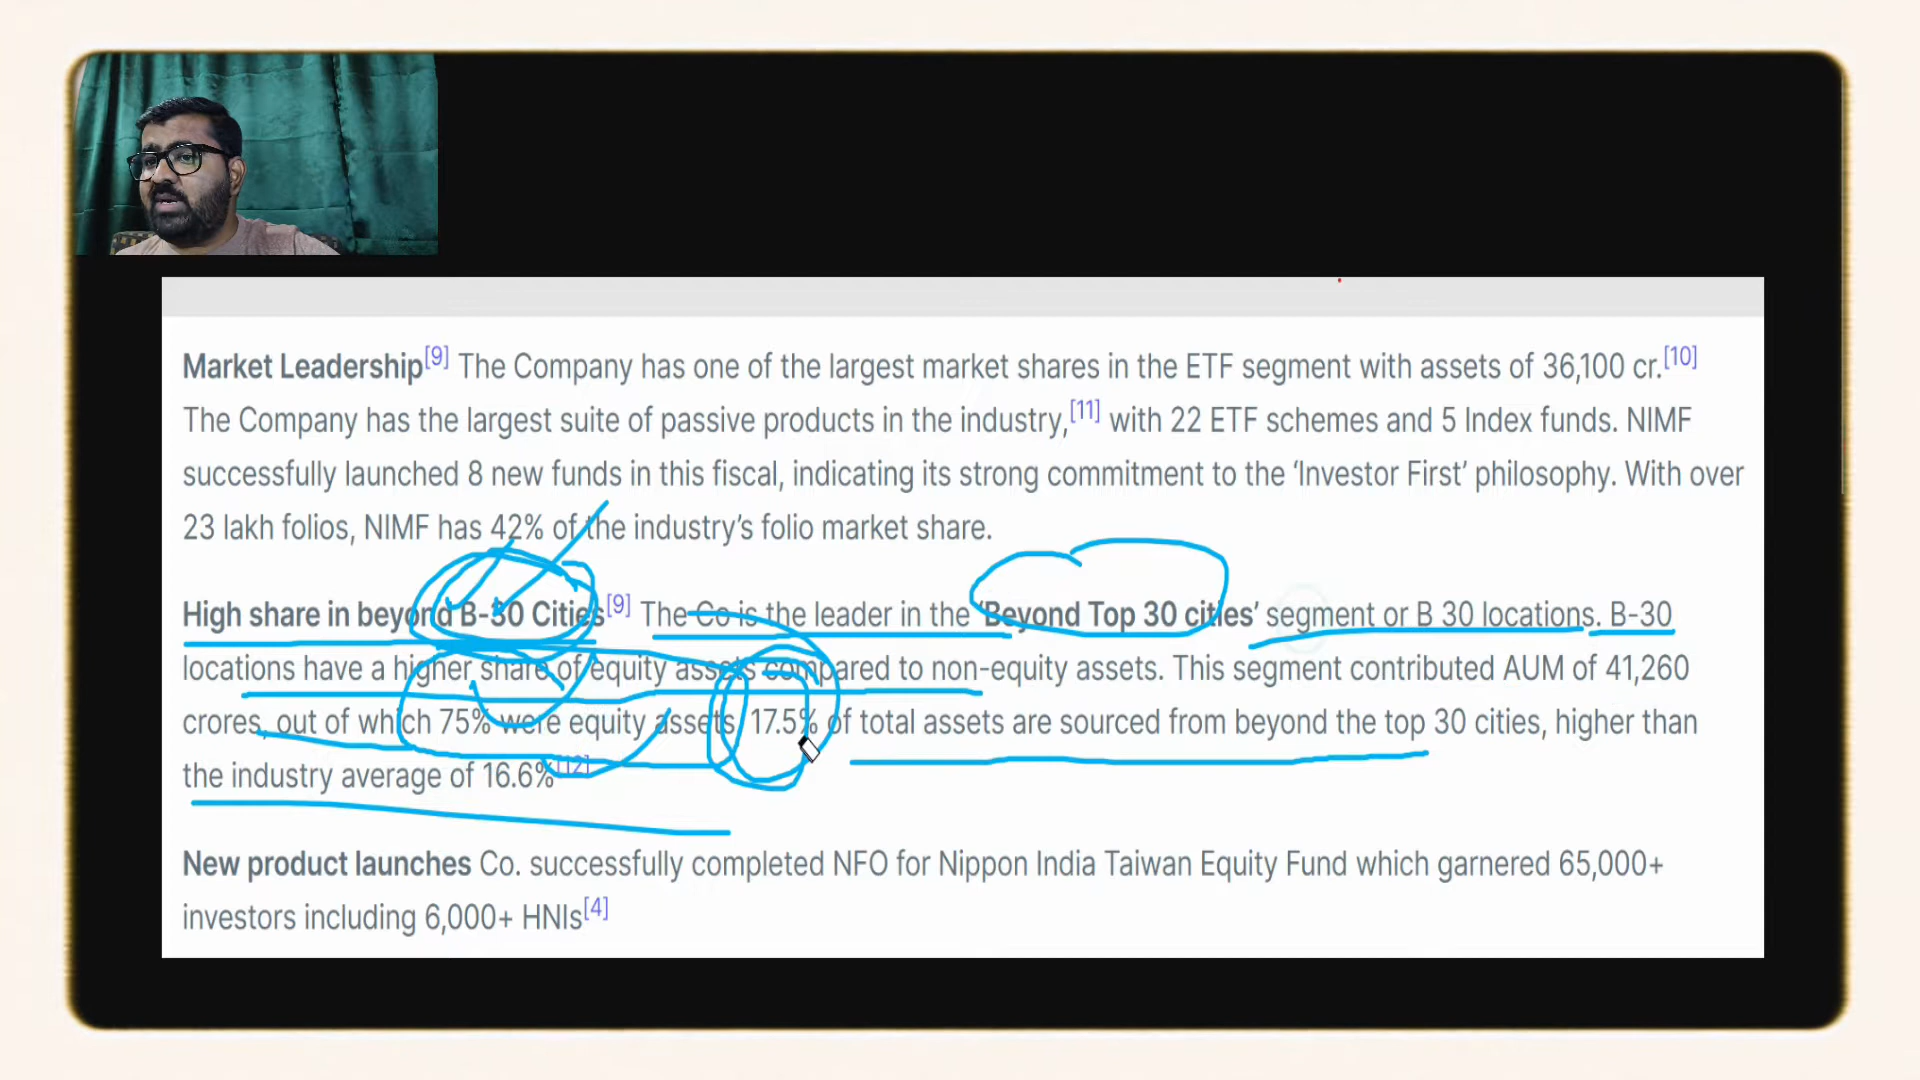 Market Leadership[9] The Company has one of the largest market shares in the ETF segment with assets of 36,100 cr.[10]
The Company has the largest suite of passive products in the industry,[11] with 22 ETF schemes and 5 Index funds. NIMF
successfully launched 8 new funds in this fiscal, indicating its strong commitment to the ‘Investor First’ philosophy. With over
23 lakh folios, NIMF has 42% of the industry’s folio market share.
High share in beyond B-30 Cities[9] The Co is the leader in the ‘Beyond Top 30 cities’ segment or B 30 locations. B-30
locations have a higher share of equity assets compared to non-equity assets. This segment contributed AUM of 41,260
crores, out of which 75% were equity assets 17.5% of total assets are sourced from beyond the top 30 cities, higher than
the industry average of 16.6%[12]
New product launches Co. successfully completed NFO for Nippon India Taiwan Equity Fund which garnered 65,000+
investors including 6,000+ HNIs[4]